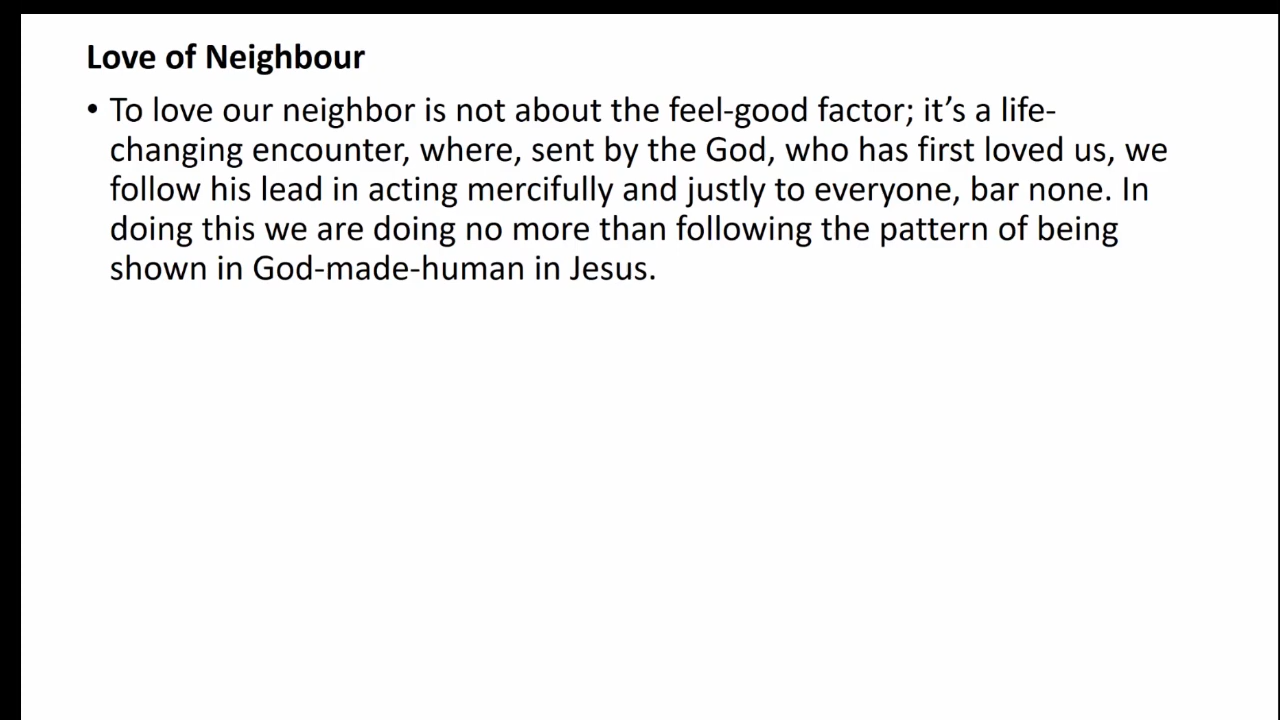 Love of Neighbour
• To love our neighbor is not about the feel-good factor; it’s a life-
changing encounter, where, sent by the God, who has first loved us, we
follow his lead in acting mercifully and justly to everyone, bar none. In
doing this we are doing no more than following the pattern of being
shown in God-made-human in Jesus.